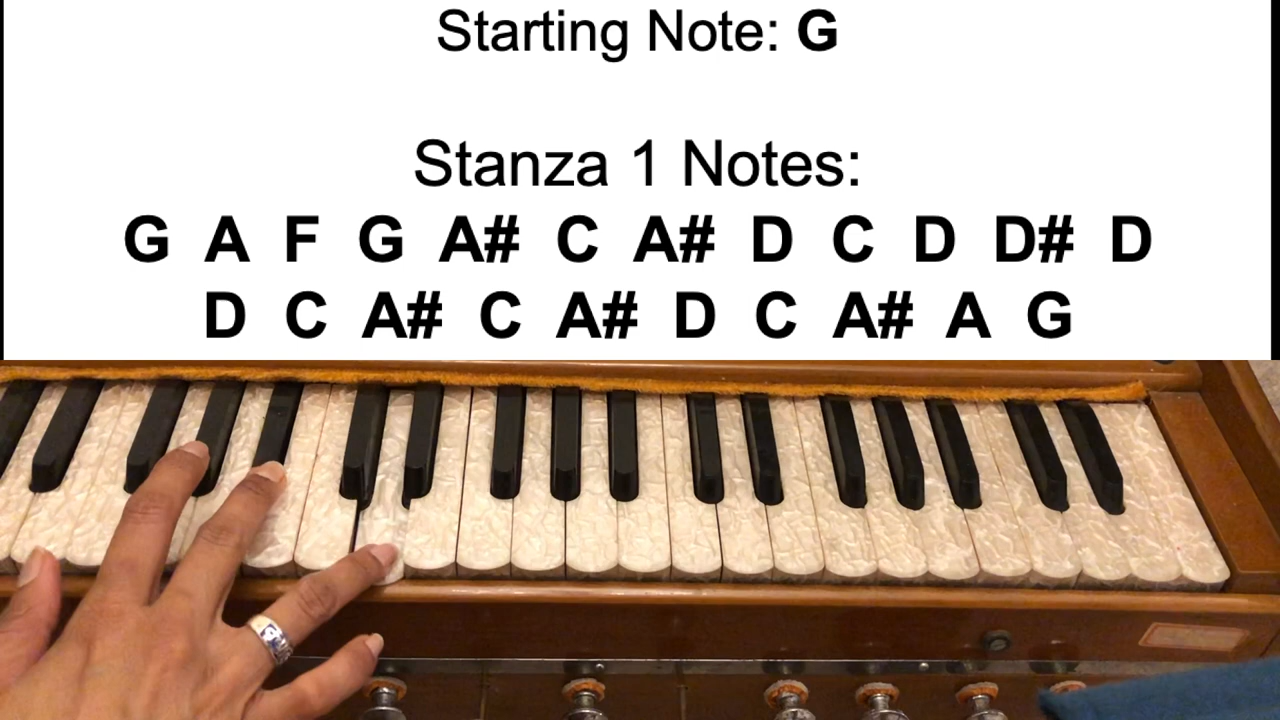 Starting Note: G
Stanza 1 Notes:
G A F G A# C A# D C D D# D
D C A# C A# D C A# A G